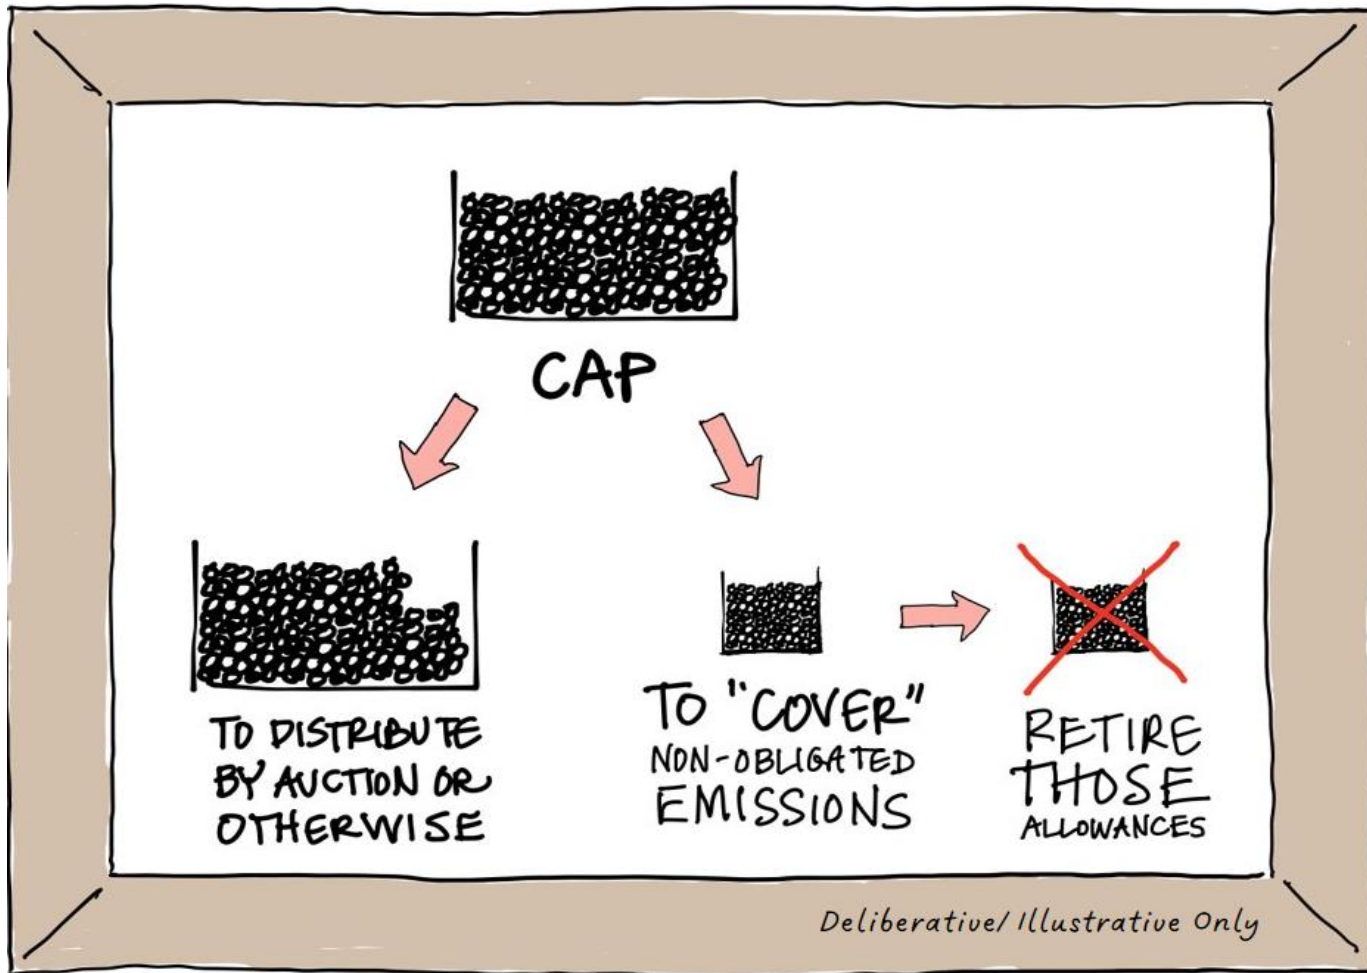 CAP
TO DISTRIBUTE
BY AUCTION OR
OTHERWISE
TO "COVER"
NON-OBLIGATED
EMISSIONS
RETIRE
THOSE
ALLOWANCES
Deliberative/ Illustrative Only